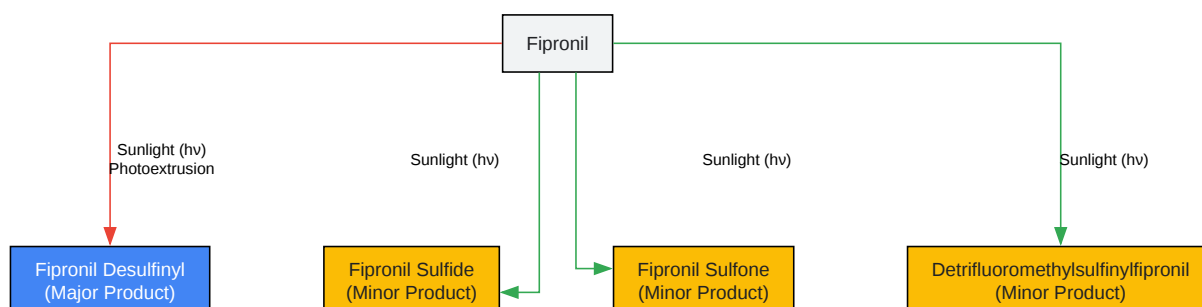 Fipronil
Sunlight (hν)
Photoextrusion
Sunlight (hν)
Sunlight (hν)
Sunlight (hν)
Fipronil Desulfinyl
(Major Product)
Fipronil Sulfide
(Minor Product)
Fipronil Sulfone
(Minor Product)
Detrifluoromethylsulfinylfipronil
(Minor Product)